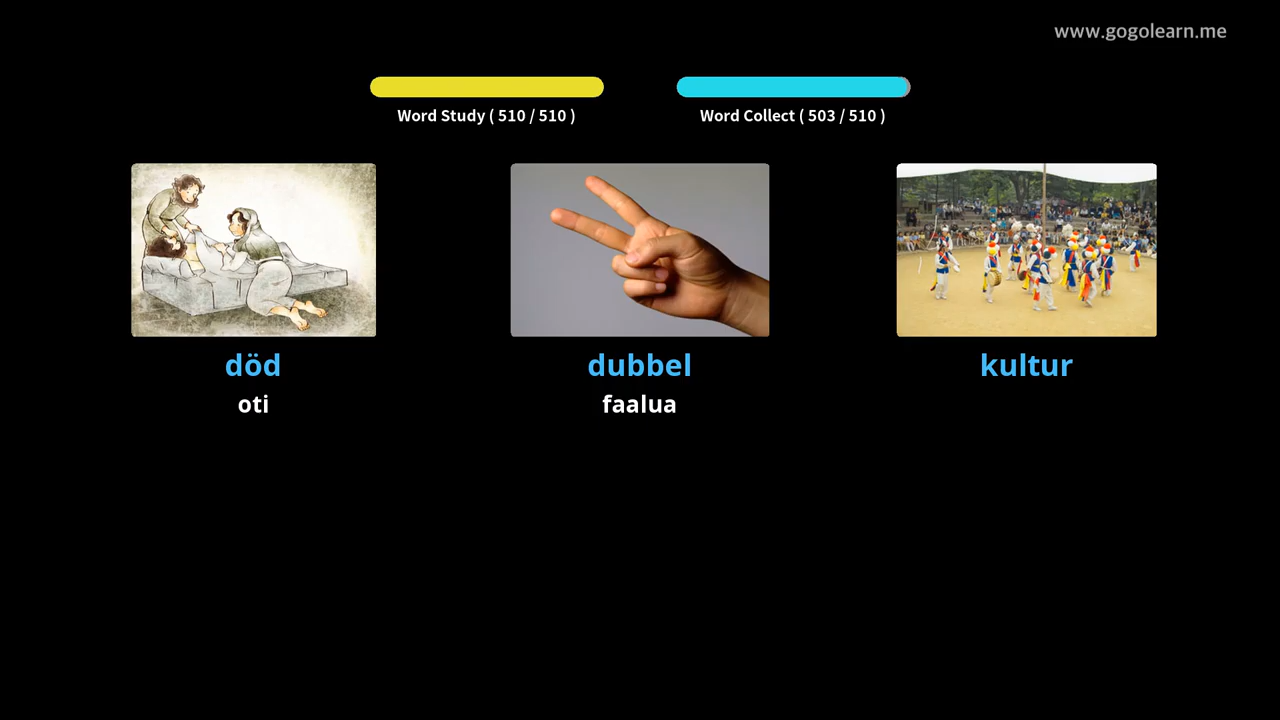 www.gogolearn.me
Word Study ( 510 / 510 )
Word Collect ( 503 / 510 )
död
dubbel
kultur
oti
faalua